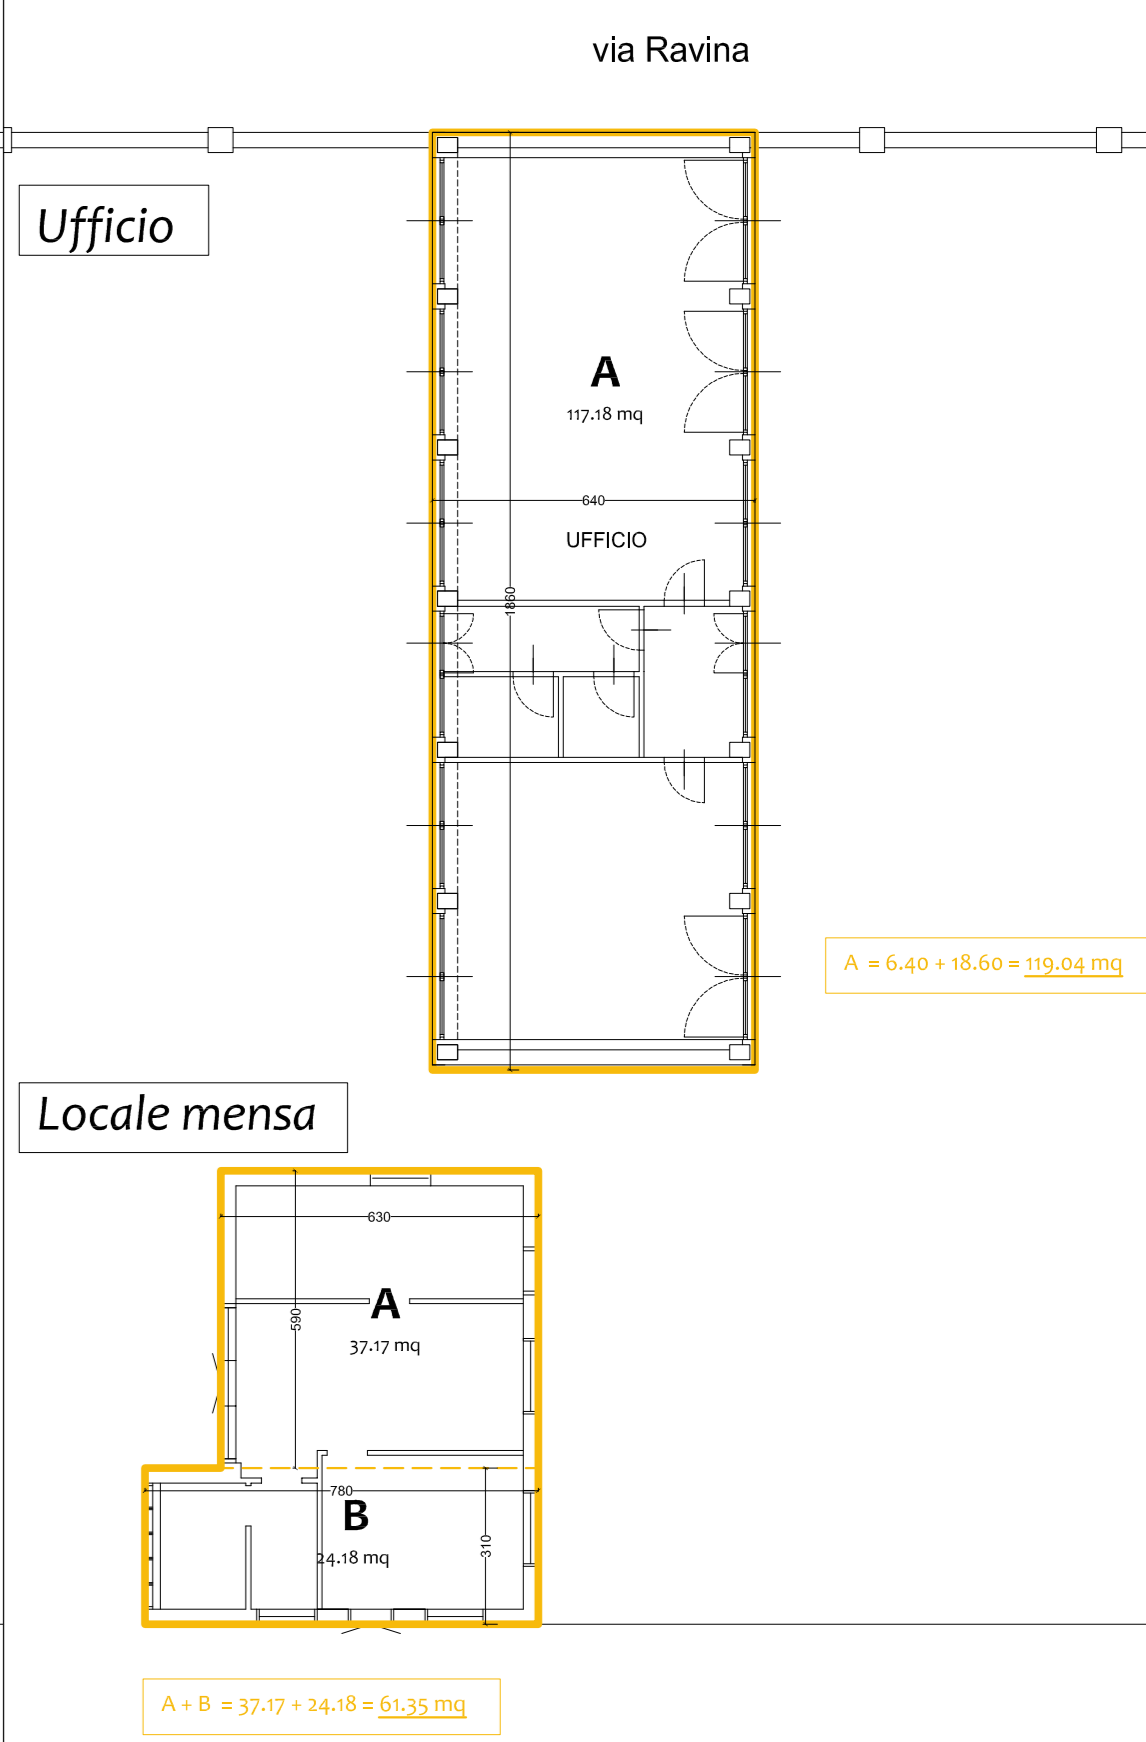 via Ravina
Ufficio
A
117.18 mq
640
UFFICIO
1860
A = 6.40 + 18.60 = 119.04 mq
Locale mensa
630
A
590
37.17 mq
780
B
310
24.18 mq
A + B = 37.17 + 24.18 = 61.35 mq